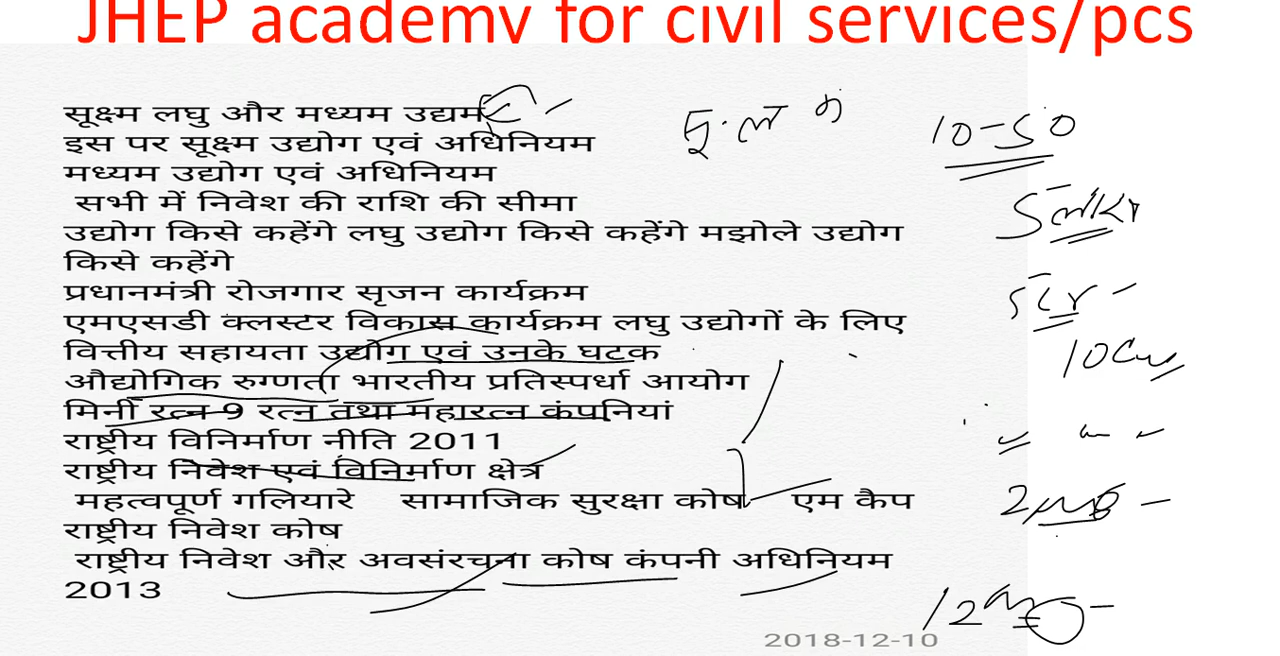 JHEP academy for civil services/pcs
सूक्ष्म लघु और मध्यम उद्यम
इस पर सूक्ष्म उद्योग एवं अधिनियम
मध्यम उद्योग एवं अधिनियम
सभी में निवेश की राशि की सीमा
उद्योग किसे कहेंगे लघु उद्योग किसे कहेंगे मझोले उद्योग
किसे कहेंगे
प्रधानमंत्री रोजगार सृजन कार्यक्रम
एमएसडी क्लस्टर विकास कार्यक्रम लघु उद्योगों के लिए
वित्तीय सहायता उद्योग एवं उनके घटक
औद्योगिक रुग्णता भारतीय प्रतिस्पर्धा आयोग
मिनी रत्न 9 रत्न तथा महारत्न कंपनियां
राष्ट्रीय विनिर्माण नीति 2011
राष्ट्रीय निवेश एवं विनिर्माण क्षेत्र
महत्वपूर्ण गलियारे सामाजिक सुरक्षा कोष एम कैप
राष्ट्रीय निवेश कोष
राष्ट्रीय निवेश और अवसंरचना कोष कंपनी अधिनियम
2013
10-50
2018-12-10